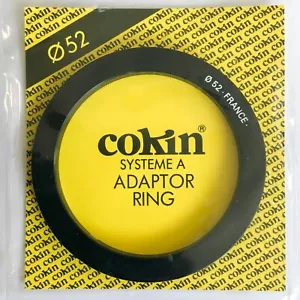 Ø52
cokin®
SYSTEME A
ADAPTOR
RING
Ø 52. FRANCE.